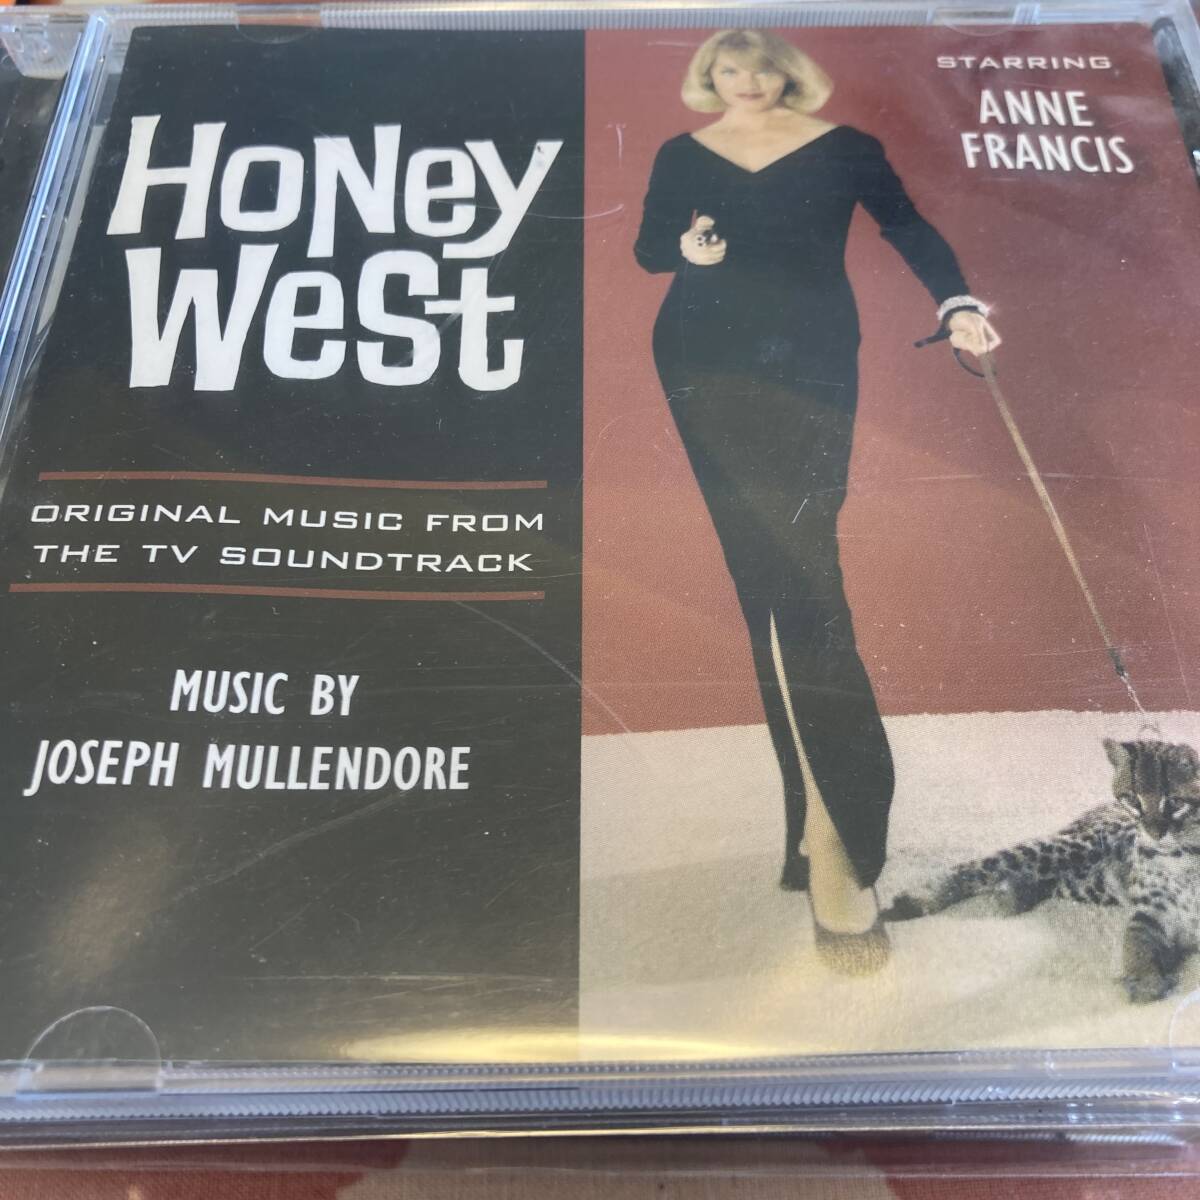 HoNey
West
ORIGINAL MUSIC FROM
THE TV SOUNDTRACK
MUSIC BY
JOSEPH MULLENDORE
STARRING
ANNE
FRANCIS